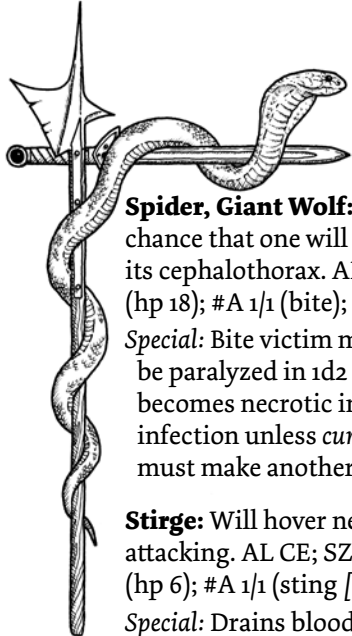 Spider, Giant Wolf:
chance that one will
its cephalothorax. AL
(hp 18); #A 1/1 (bite);
Special: Bite victim m
be paralyzed in 1d2
becomes necrotic in
infection unless cur
must make another
Stirge: Will hover ne
attacking. AL CE; SZ
(hp 6); #A 1/1 (sting [
Special: Drains blood